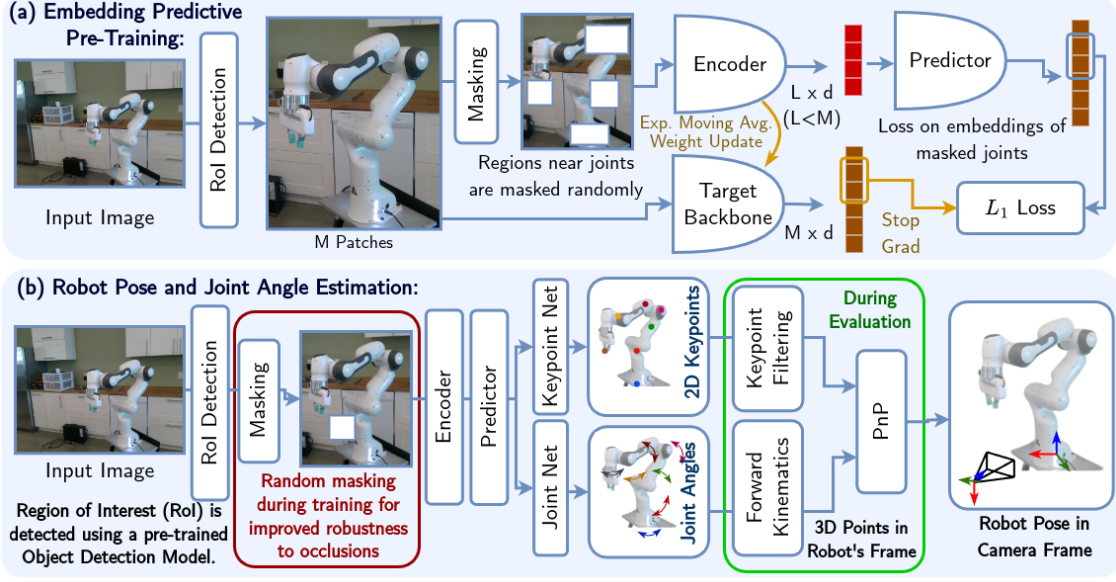 (a) Embedding Predictive
Pre-Training:
Input Image
RoI Detection
M Patches
Masking
Regions near joints
are masked randomly
Encoder
L x d
(L<M)
Predictor
Exp. Moving Avg.
Weight Update
Loss on embeddings of
masked joints
Target
Backbone
M x d
Stop
Grad
L1 Loss
(b) Robot Pose and Joint Angle Estimation:
Input Image
Region of Interest (RoI) is
detected using a pre-trained
Object Detection Model.
RoI Detection
Masking
Random masking
during training for
improved robustness
to occlusions
Encoder
Predictor
Keypoint Net
Joint Net
2D Keypoints
Joint Angles
During
Evaluation
Keypoint
Filtering
Forward
Kinematics
PnP
3D Points in
Robot's Frame
Robot Pose in
Camera Frame